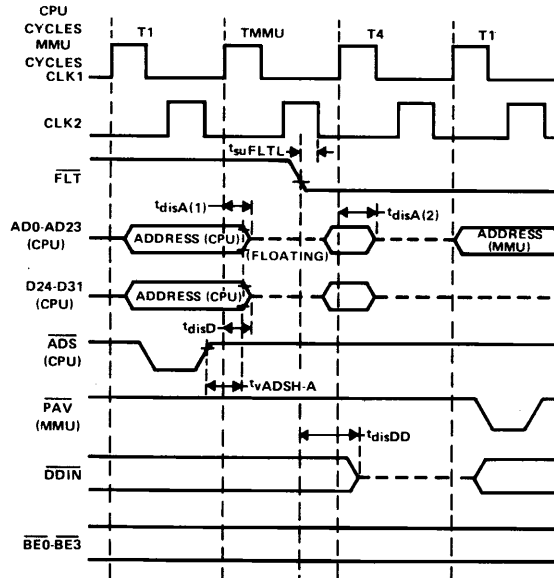 CPU
CYCLES T1 TMMU T4 T1
MMU
CYCLES
CLK1
CLK2
tsuFLTL
FLT
tdisA(1) tdisA(2)
AD0-AD23
(CPU)
ADDRESS (CPU) (FLOATING) ADDRESS
(MMU)
D24-D31
(CPU)
ADDRESS (CPU)
tdisD
ADS
(CPU)
tvADSH-A
PAV
(MMU)
tdisDD
DDIN
BE0-BE3